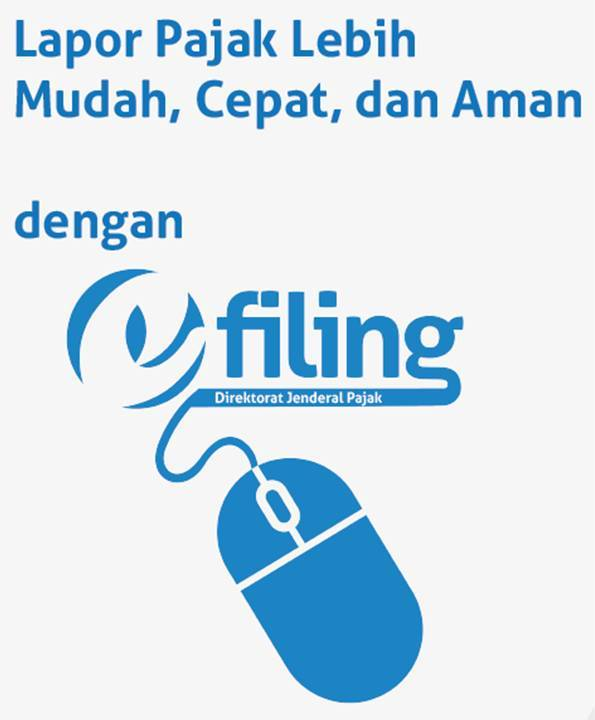 Lapor Pajak Lebih
Mudah, Cepat, dan Aman
dengan
efiling
Direktorat Jenderal Pajak